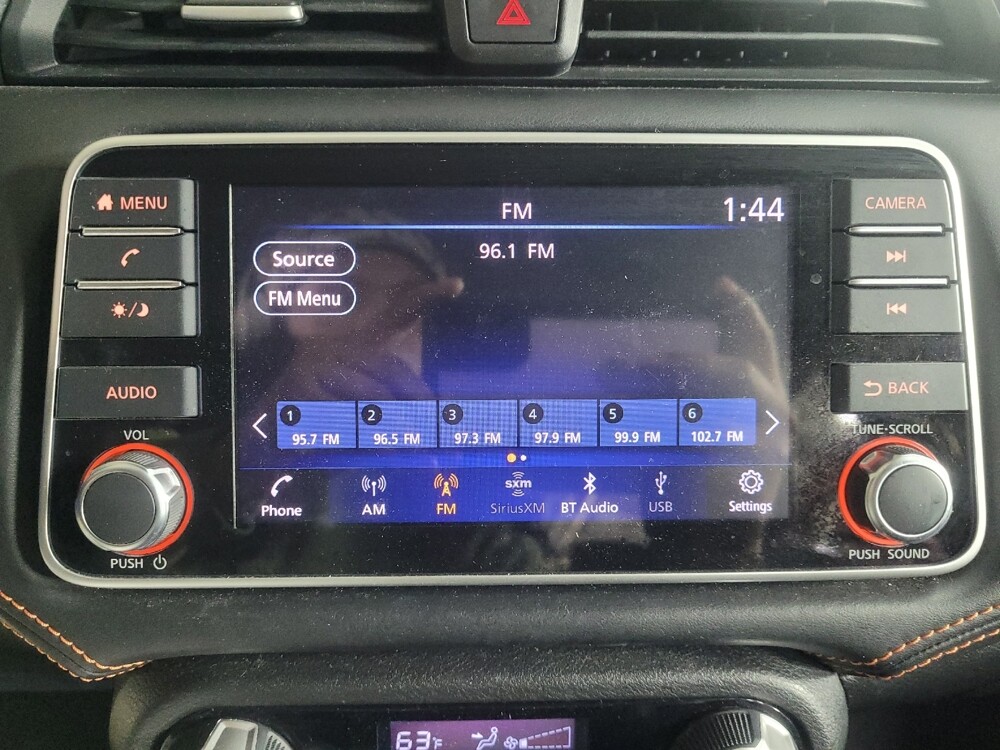 MENU
AUDIO
VOL
PUSH
FM
1:44
Source
96.1 FM
FM Menu
1
2
3
4
5
6
95.7 FM
96.5 FM
97.3 FM
97.9 FM
99.9 FM
102.7 FM
Phone
AM
FM
sxm
SiriusXM
BT Audio
USB
Settings
CAMERA
BACK
TUNE·SCROLL
PUSH SOUND
63°F